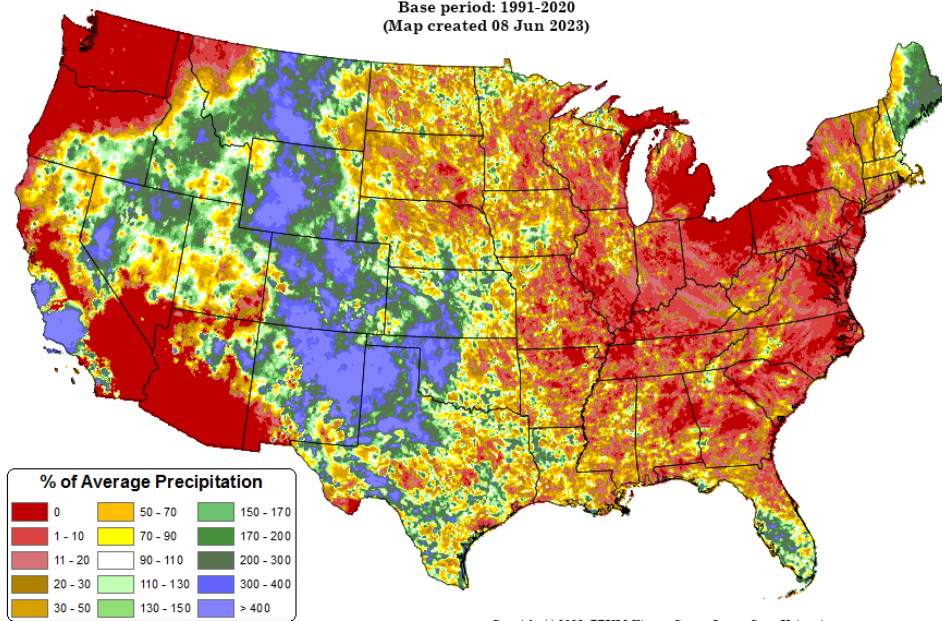 Base period: 1991-2020
(Map created 08 Jun 2023)
% of Average Precipitation
0
50 - 70
150 - 170
1 - 10
70 - 90
170 - 200
11 - 20
90 - 110
200 - 300
20 - 30
110 - 130
300 - 400
30 - 50
130 - 150
> 400